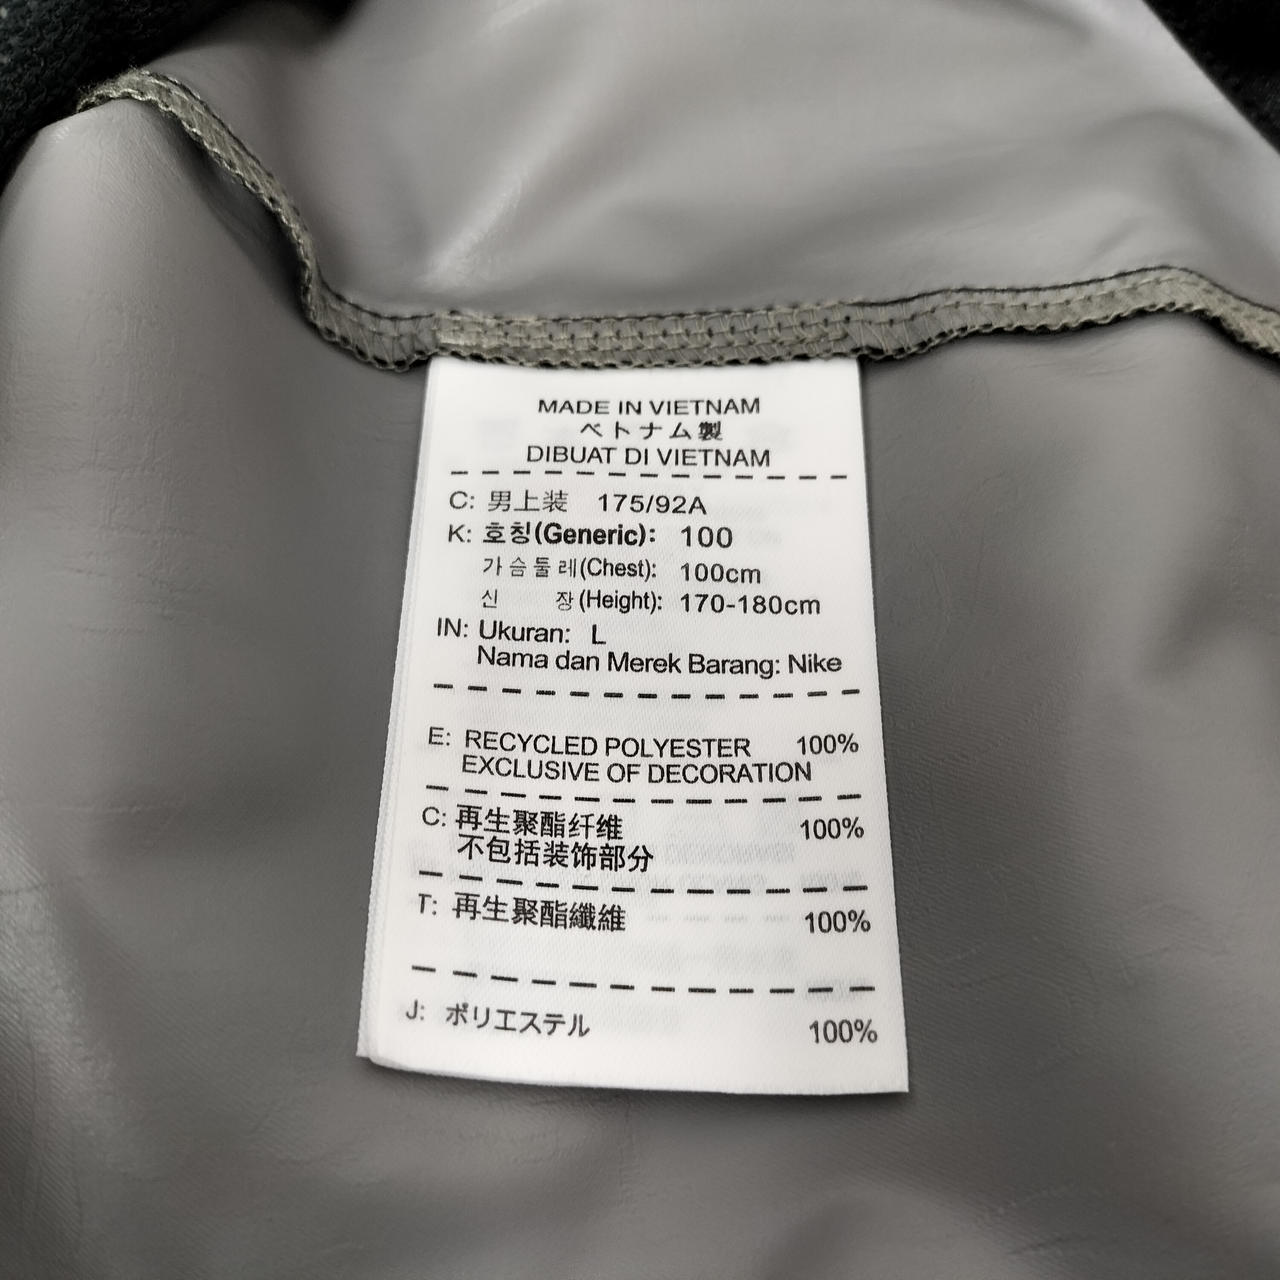 MADE IN VIETNAM
ベトナム製
DIBUAT DI VIETNAM
C: 男上装 175/92A
K: 호칭(Generic): 100
가슴둘레(Chest): 100cm
신 장(Height): 170-180cm
IN: Ukuran: L
Nama dan Merek Barang: Nike
E: RECYCLED POLYESTER 100%
EXCLUSIVE OF DECORATION
C: 再生聚酯纤维 100%
不包括装饰部分
T: 再生聚酯纖維 100%
J: ポリエステル 100%